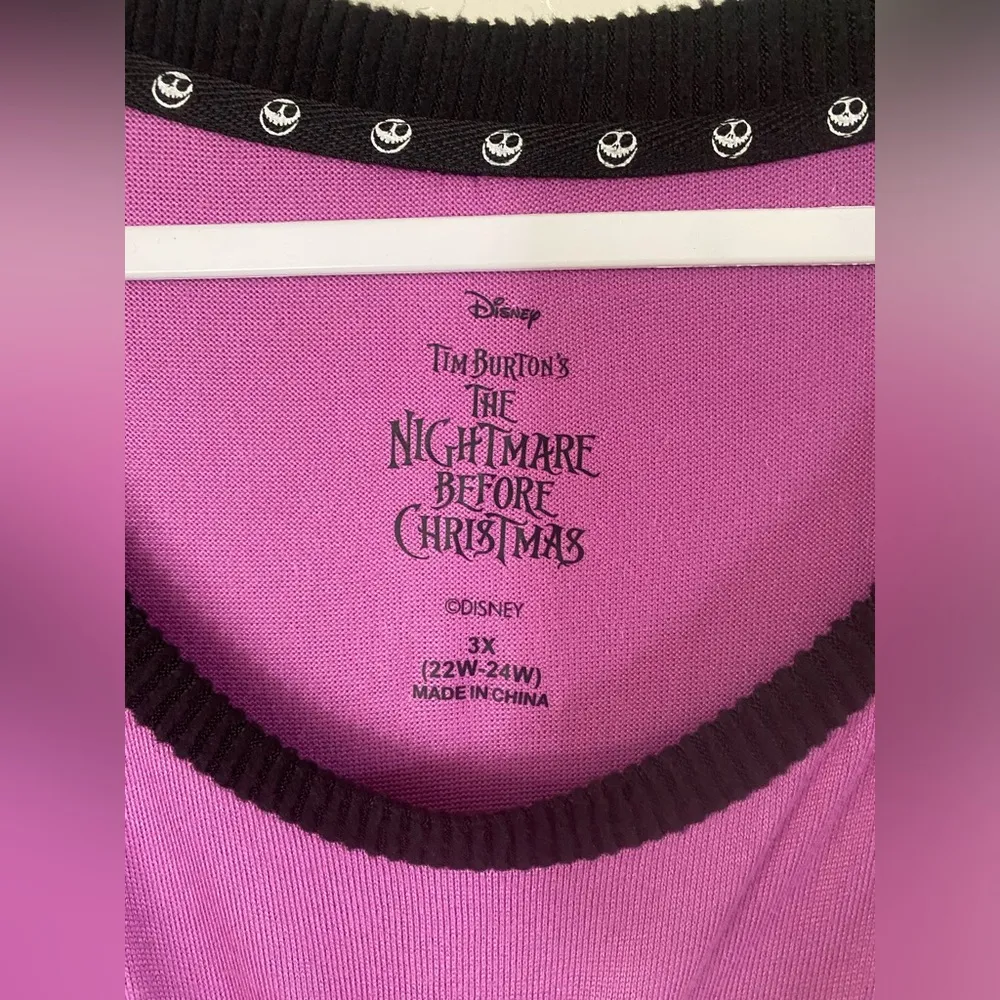 Disney
TIM BURTON'S
THE
NIGHTMARE
BEFORE
CHRISTMAS
©DISNEY
3X
(22W-24W)
MADE IN CHINA